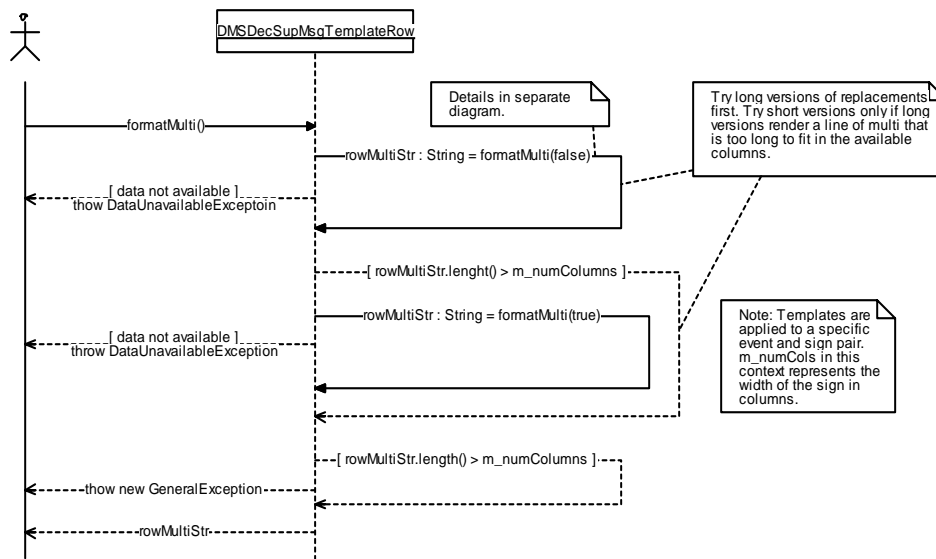 DMSDecSupMsgTemplateRow
Details in separate
diagram.
Try long versions of replacements
first. Try short versions only if long
versions render a line of multi that
is too long to fit in the available
columns.
formatMulti()
rowMultiStr : String = formatMulti(false)
[ data not available ]
thow DataUnavailableExceptoin
[ rowMultiStr.lenght() > m_numColumns ]
rowMultiStr : String = formatMulti(true)
Note: Templates are
applied to a specific
event and sign pair.
m_numCols in this
context represents the
width of the sign in
columns.
[ data not available ]
throw DataUnavailableException
[ rowMultiStr.length() > m_numColumns ]
thow new GeneralException
rowMultiStr